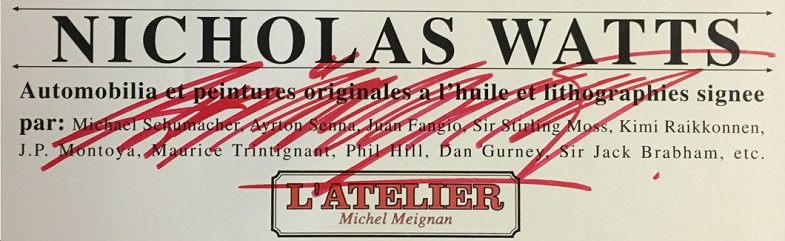 NICHOLAS WATTS
Automobilia et peintures originales a l'huile et lithographies signee
par: Michael Schumacher, Ayrton Senna, Juan Fangio, Sir Stirling Moss, Kimi Raikkonnen,
J.P. Montoya, Maurice Trintignant, Phil Hill, Dan Gurney, Sir Jack Brabham, etc.
L'ATELIER
Michel Meignan